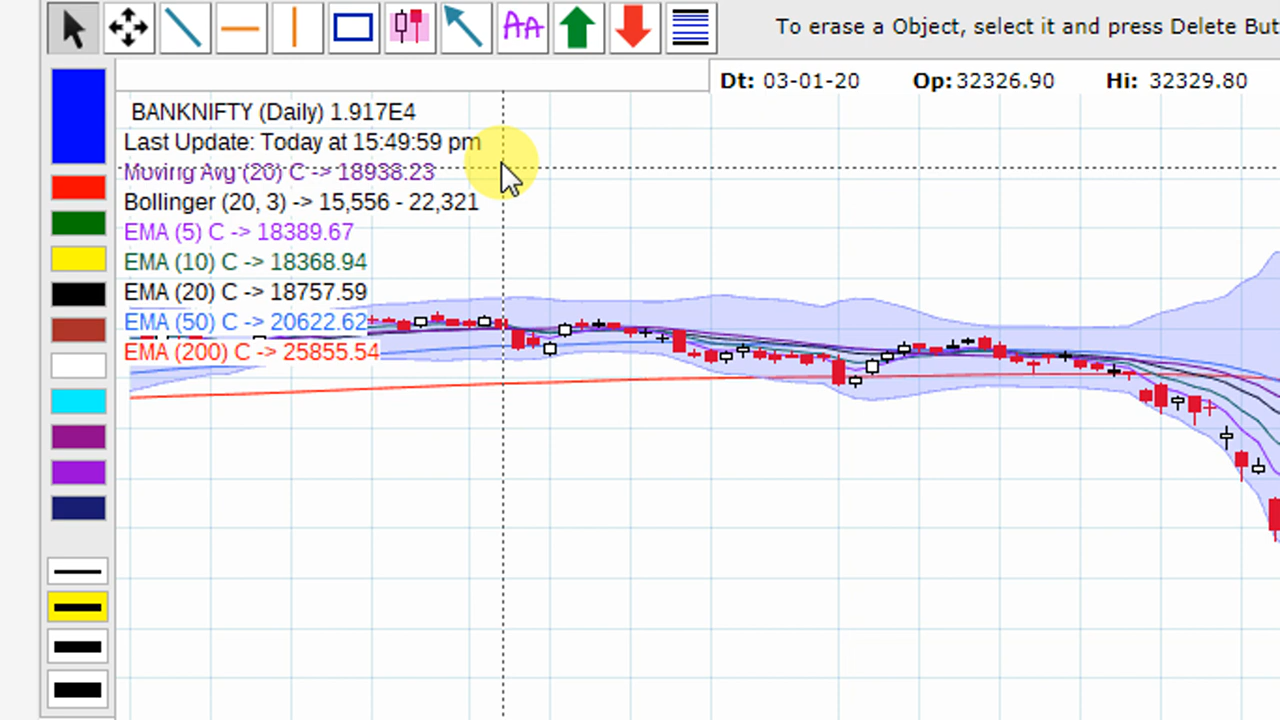 AA
To erase a Object, select it and press Delete But
Dt: 03-01-20 Op: 32326.90 Hi: 32329.80
BANKNIFTY (Daily) 1.917E4
Last Update: Today at 15:49:59 pm
Moving Avg (20) C -> 18938.23
Bollinger (20, 3) -> 15,556 - 22,321
EMA (5) C -> 18389.67
EMA (10) C -> 18368.94
EMA (20) C -> 18757.59
EMA (50) C -> 20622.62
EMA (200) C -> 25855.54